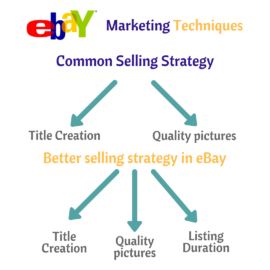 ebaY Marketing Techniques
Common Selling Strategy
Title Creation Quality pictures
Better selling strategy in eBay
Title
Creation
Quality
pictures
Listing
Duration